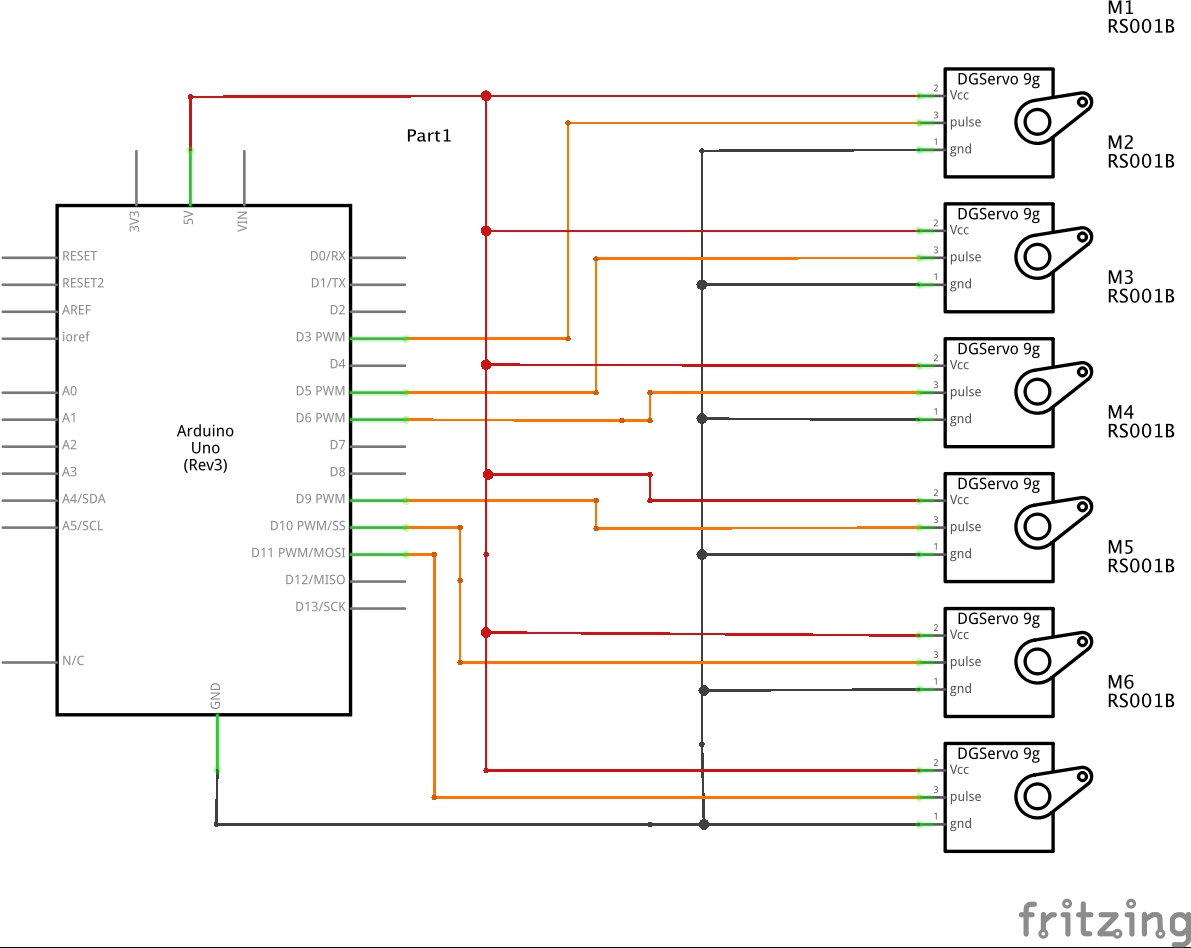 M1
RS001B
DGServo 9g
2
Vcc
3
pulse
1
gnd
Part1
M2
RS001B
3V3
5V
VIN
DGServo 9g
2
Vcc
3
pulse
1
gnd
RESET
RESET2
AREF
ioref
A0
A1
A2
A3
A4/SDA
A5/SCL
N/C
Arduino
Uno
(Rev3)
D0/RX
D1/TX
D2
D3 PWM
D4
D5 PWM
D6 PWM
D7
D8
D9 PWM
D10 PWM/SS
D11 PWM/MOSI
D12/MISO
D13/SCK
GND
M3
RS001B
DGServo 9g
2
Vcc
3
pulse
1
gnd
M4
RS001B
DGServo 9g
2
Vcc
3
pulse
1
gnd
M5
RS001B
DGServo 9g
2
Vcc
3
pulse
1
gnd
M6
RS001B
DGServo 9g
2
Vcc
3
pulse
1
gnd
fritzing